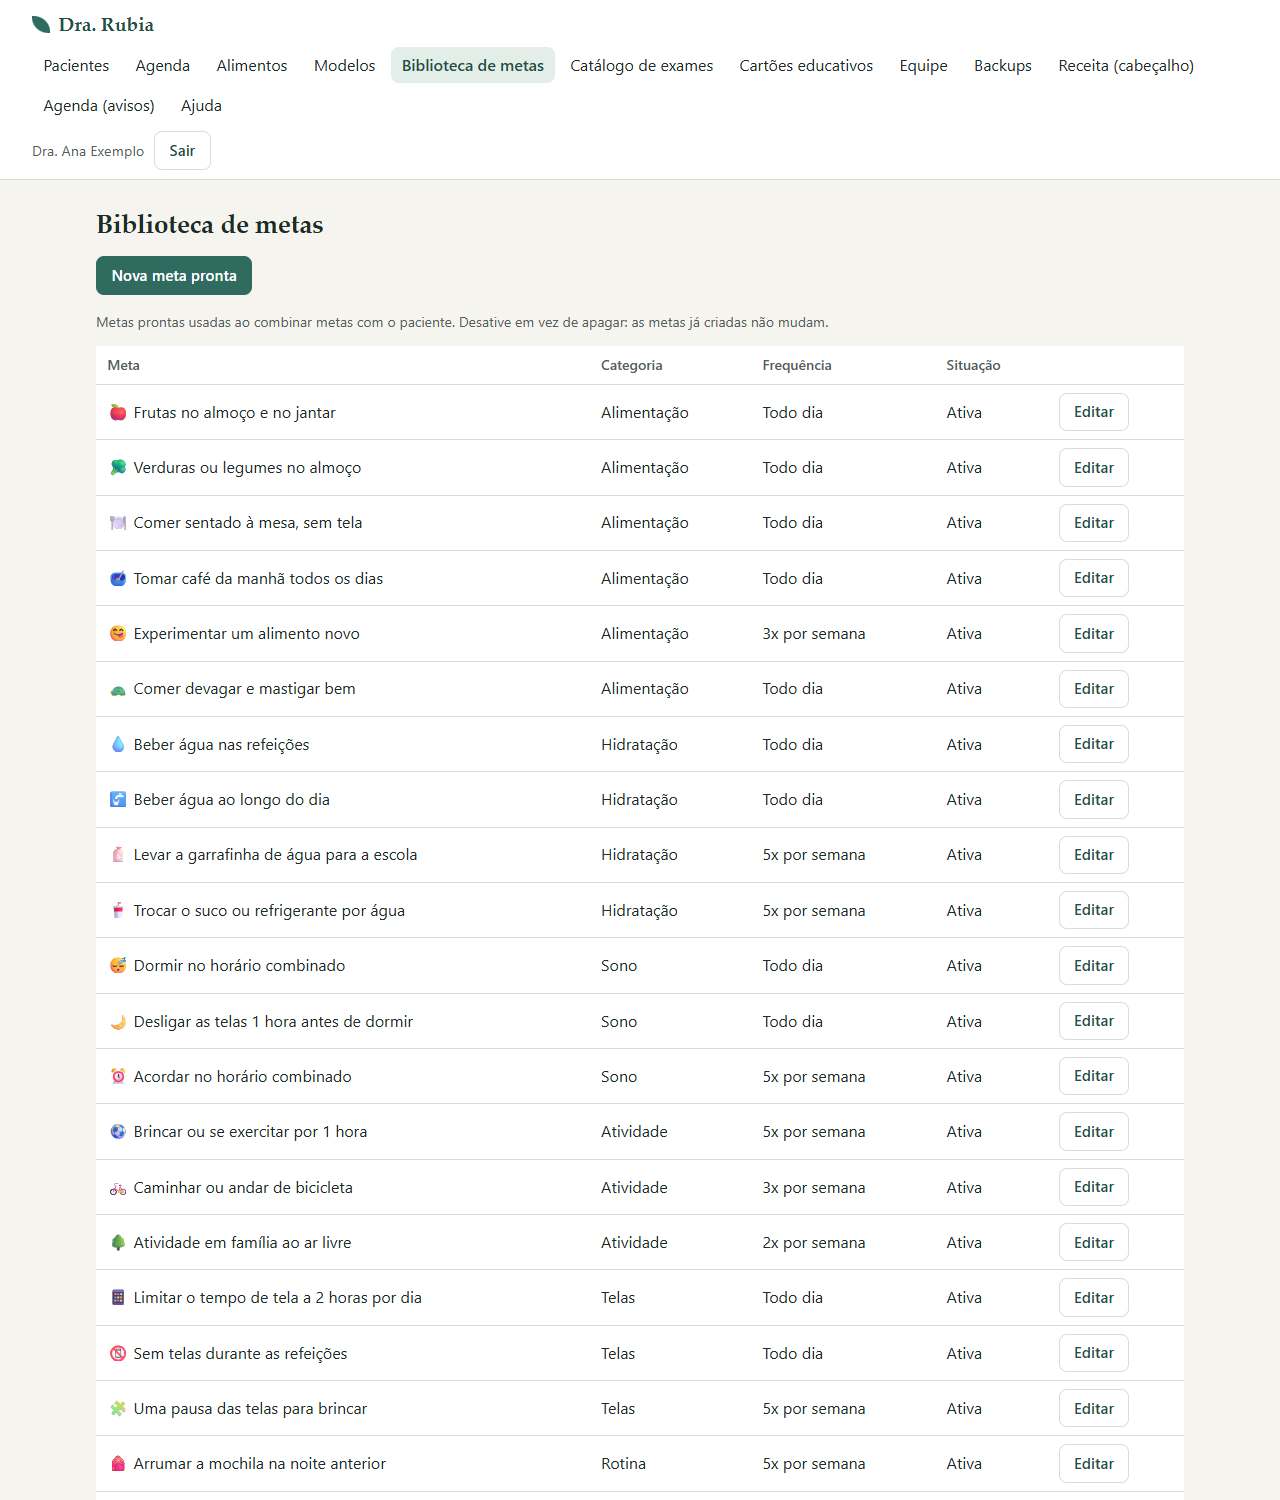 Dra. Rubia
Pacientes Agenda Alimentos Modelos Biblioteca de metas Catálogo de exames Cartões educativos Equipe Backups Receita (cabeçalho)
Agenda (avisos) Ajuda
Dra. Ana Exemplo Sair
Biblioteca de metas
Nova meta pronta
Metas prontas usadas ao combinar metas com o paciente. Desative em vez de apagar: as metas já criadas não mudam.
Meta Categoria Frequência Situação
Frutas no almoço e no jantar Alimentação Todo dia Ativa Editar
Verduras ou legumes no almoço Alimentação Todo dia Ativa Editar
Comer sentado à mesa, sem tela Alimentação Todo dia Ativa Editar
Tomar café da manhã todos os dias Alimentação Todo dia Ativa Editar
Experimentar um alimento novo Alimentação 3x por semana Ativa Editar
Comer devagar e mastigar bem Alimentação Todo dia Ativa Editar
Beber água nas refeições Hidratação Todo dia Ativa Editar
Beber água ao longo do dia Hidratação Todo dia Ativa Editar
Levar a garrafinha de água para a escola Hidratação 5x por semana Ativa Editar
Trocar o suco ou refrigerante por água Hidratação 5x por semana Ativa Editar
Dormir no horário combinado Sono Todo dia Ativa Editar
Desligar as telas 1 hora antes de dormir Sono Todo dia Ativa Editar
Acordar no horário combinado Sono 5x por semana Ativa Editar
Brincar ou se exercitar por 1 hora Atividade 5x por semana Ativa Editar
Caminhar ou andar de bicicleta Atividade 3x por semana Ativa Editar
Atividade em família ao ar livre Atividade 2x por semana Ativa Editar
Limitar o tempo de tela a 2 horas por dia Telas Todo dia Ativa Editar
Sem telas durante as refeições Telas Todo dia Ativa Editar
Uma pausa das telas para brincar Telas 5x por semana Ativa Editar
Arrumar a mochila na noite anterior Rotina 5x por semana Ativa Editar